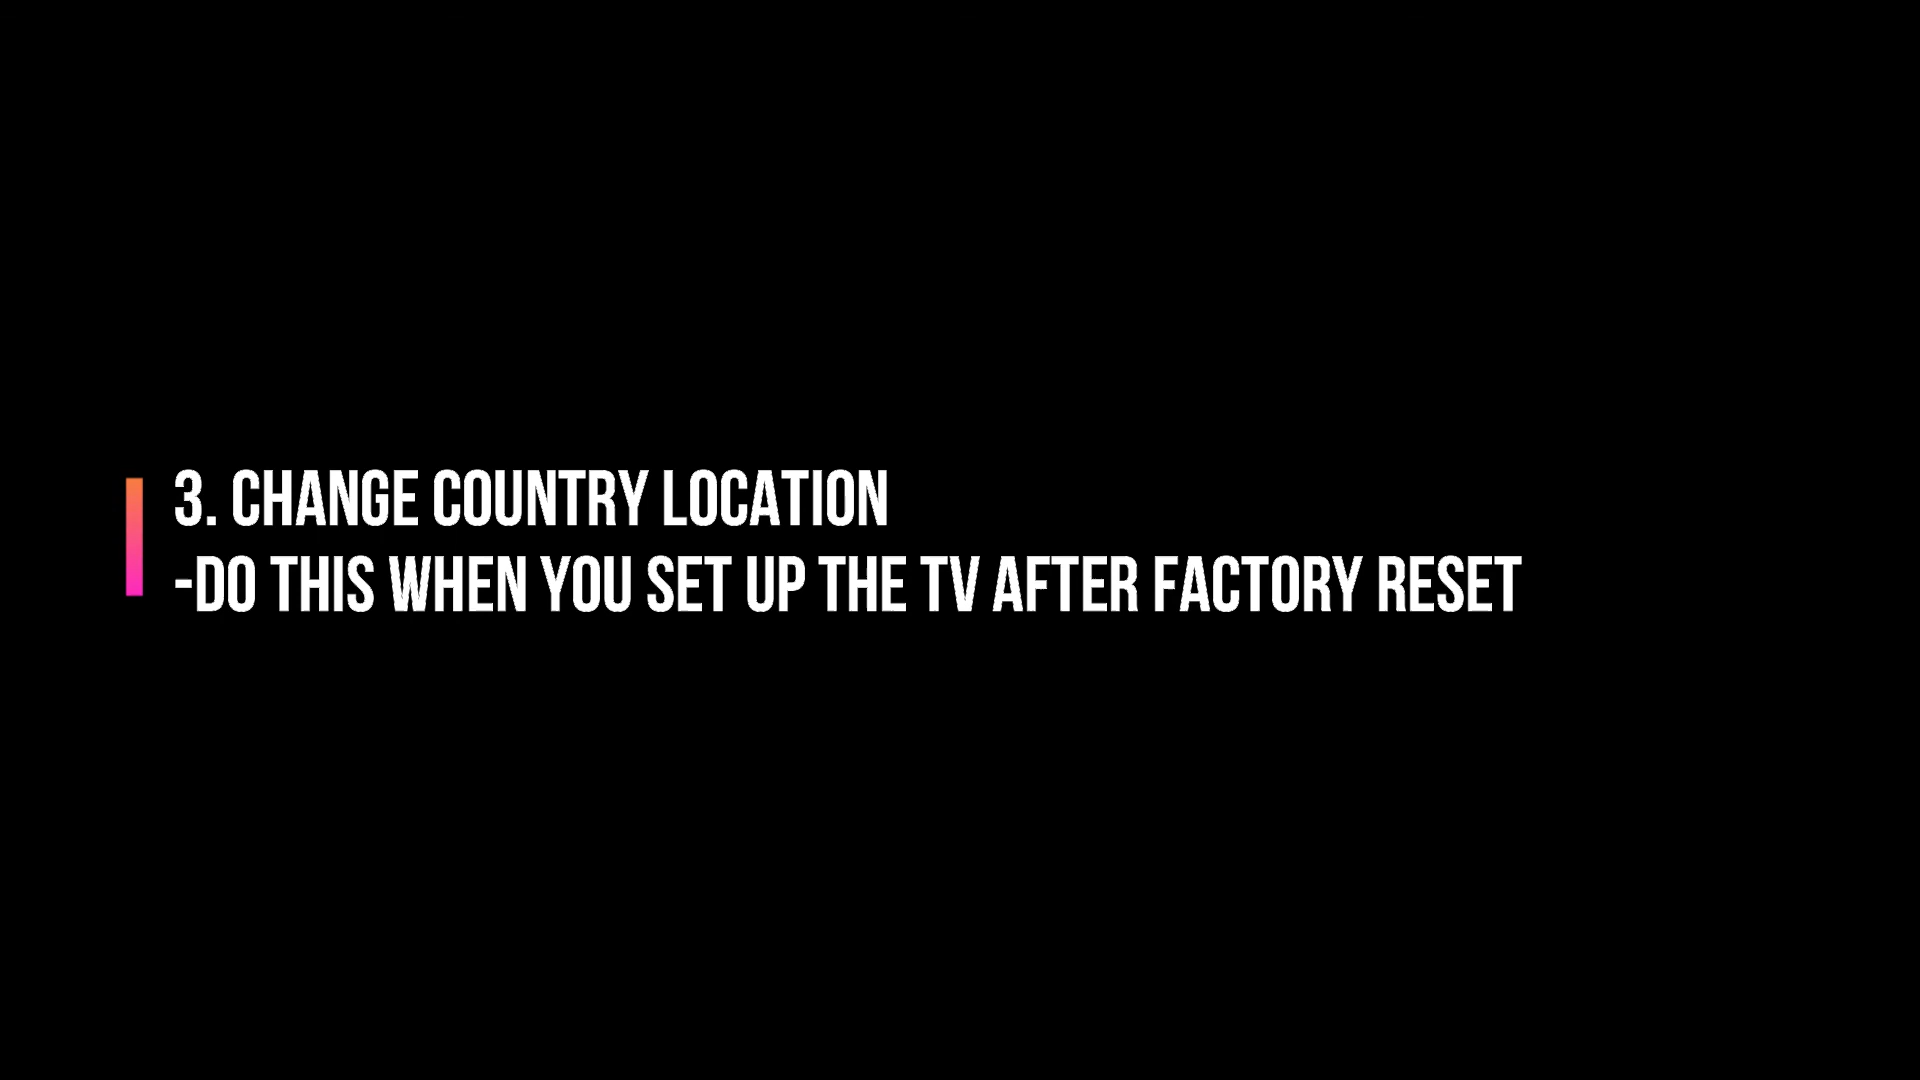 3. CHANGE COUNTRY LOCATION
-DO THIS WHEN YOU SET UP THE TV AFTER FACTORY RESET